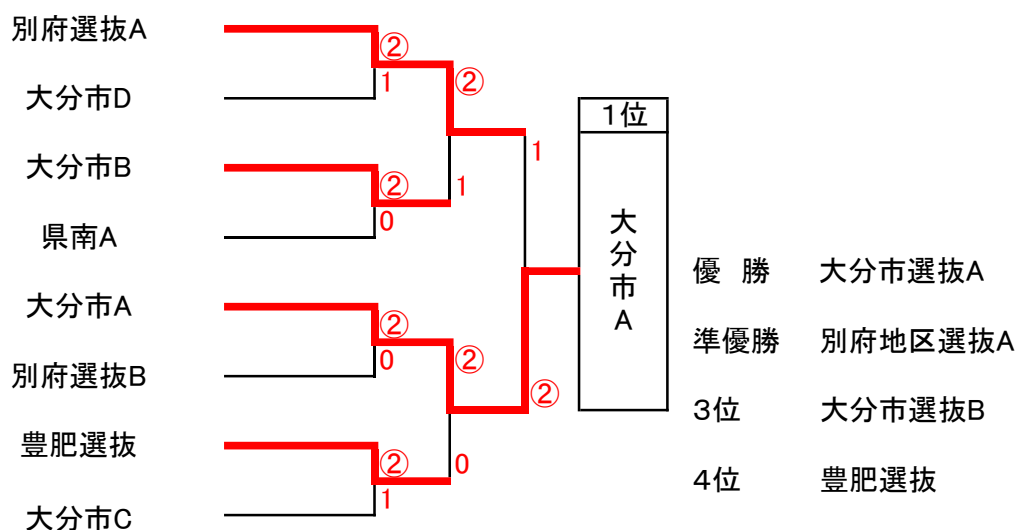 別府選抜A
②
1
大分市D
②
大分市B
②
0
県南A
1
大分市A
②
0
別府選抜B
②
豊肥選抜
②
1
大分市C
0
1
②
1位
大分市A
優　勝　大分市選抜A
準優勝　別府地区選抜A
3位　大分市選抜B
4位　豊肥選抜